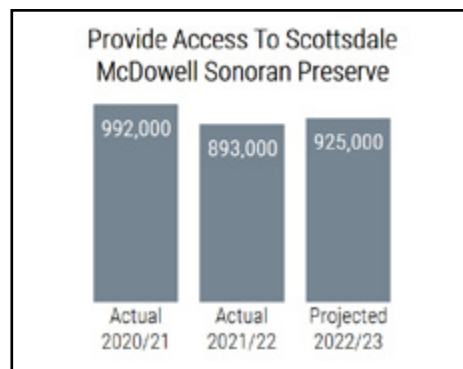 Provide Access To Scottsdale
McDowell Sonoran Preserve
992,000
893,000
925,000
Actual
2020/21
Actual
2021/22
Projected
2022/23